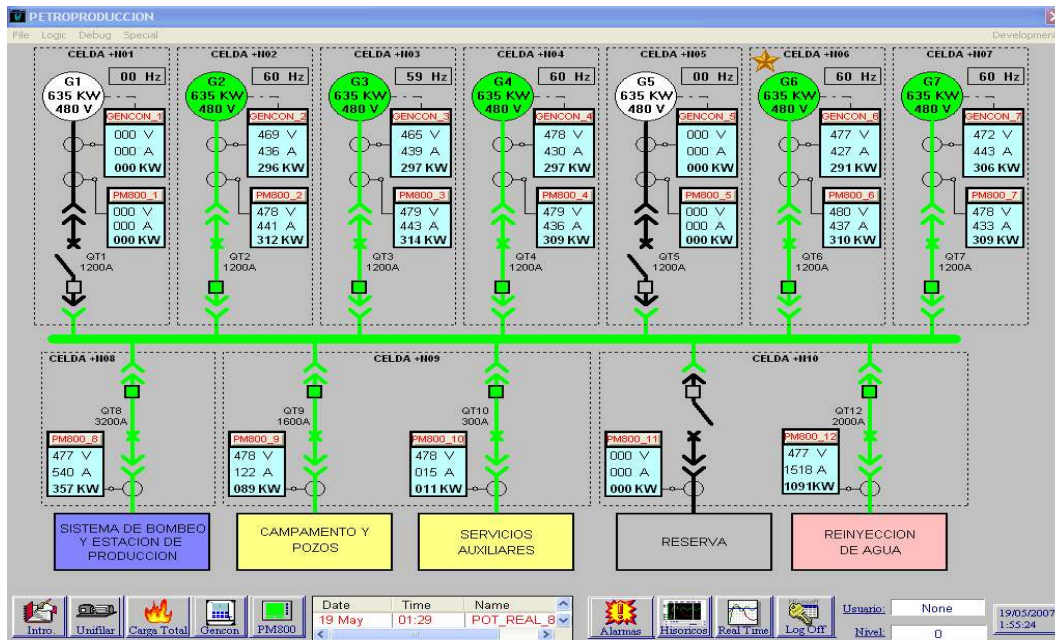 PETROPRODUCCION
File Logic Debug Special Development
CELDA +N01
G1
635 KW
480 V
00 Hz
GENCON_1
000 V
000 A
000 KW
PM800_1
000 V
000 A
000 KW
QT1
1200A
CELDA +N02
G2
635 KW
480 V
60 Hz
GENCON_2
469 V
436 A
296 KW
PM800_2
478 V
441 A
312 KW
QT2
1200A
CELDA +N03
G3
635 KW
480 V
59 Hz
GENCON_3
465 V
439 A
297 KW
PM800_3
479 V
443 A
314 KW
QT3
1200A
CELDA +N04
G4
635 KW
480 V
60 Hz
GENCON_4
478 V
430 A
297 KW
PM800_4
479 V
436 A
309 KW
QT4
1200A
CELDA +N05
G5
635 KW
480 V
00 Hz
GENCON_5
000 V
000 A
000 KW
PM800_5
000 V
000 A
000 KW
QT5
1200A
CELDA +N06
G6
635 KW
480 V
60 Hz
GENCON_6
477 V
427 A
291 KW
PM800_6
480 V
437 A
310 KW
QT6
1200A
CELDA +N07
G7
635 KW
480 V
60 Hz
GENCON_7
472 V
443 A
306 KW
PM800_7
478 V
433 A
309 KW
QT7
1200A
CELDA +N08
QT8
3200A
PM800_8
477 V
540 A
357 KW
SISTEMA DE BOMBEO
Y ESTACION DE
PRODUCCION
CELDA +N09
QT9
1600A
PM800_9
478 V
122 A
089 KW
CAMPAMENTO Y
POZOS
QT10
300A
PM800_10
478 V
015 A
011 KW
SERVICIOS
AUXILIARES
CELDA +N10
PM800_11
000 V
000 A
000 KW
RESERVA
QT12
2000A
PM800_12
477 V
1518 A
1091KW
REINYECCION
DE AGUA
Intro.
Unifilar
Carga Total
Gencon
PM800
Date Time Name
19 May 01:29 POT_REAL_8
Alarmas
Hisoricos
Real Time
Log Off
Usuario: None
Nivel: 0
19/05/2007
1:55:24